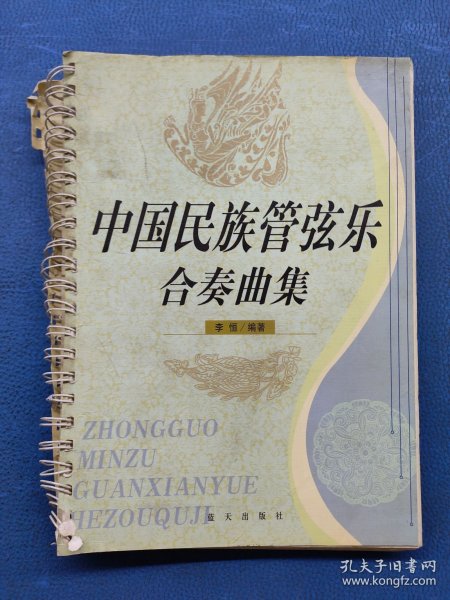 中国民族管弦乐
合奏曲集
李恒/编著
ZHONGGUO
MINZU
GUANXIANYUE
HEZOUQUJI
蓝天出版社
孔夫子旧书网
www.kongfz.com